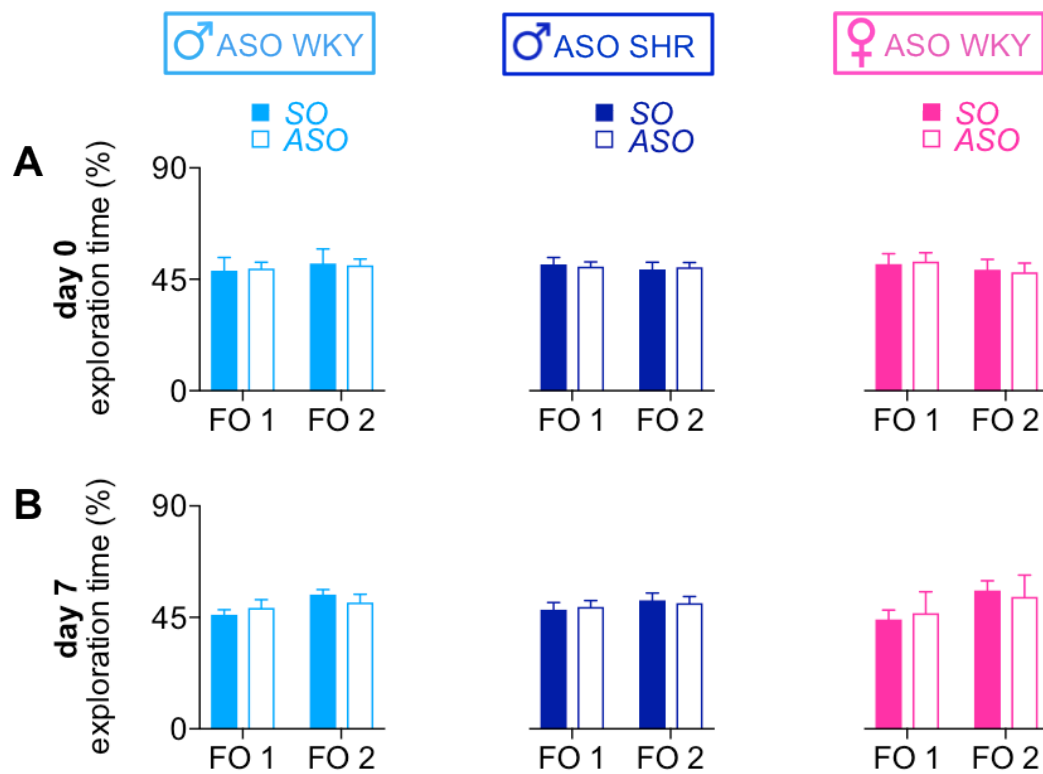 ♂ ASO WKY
♂ ASO SHR
♀ ASO WKY
SO
ASO
SO
ASO
SO
ASO
A
day 0
exploration time (%)
90
45
0
FO 1 FO 2
FO 1 FO 2
FO 1 FO 2
B
day 7
exploration time (%)
90
45
0
FO 1 FO 2
FO 1 FO 2
FO 1 FO 2